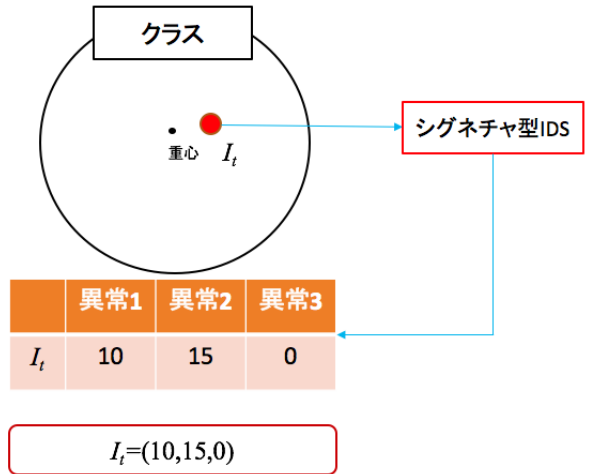 クラス
重心
I_t
シグネチャ型IDS
異常1 異常2 異常3
I_t 10 15 0
I_t=(10,15,0)